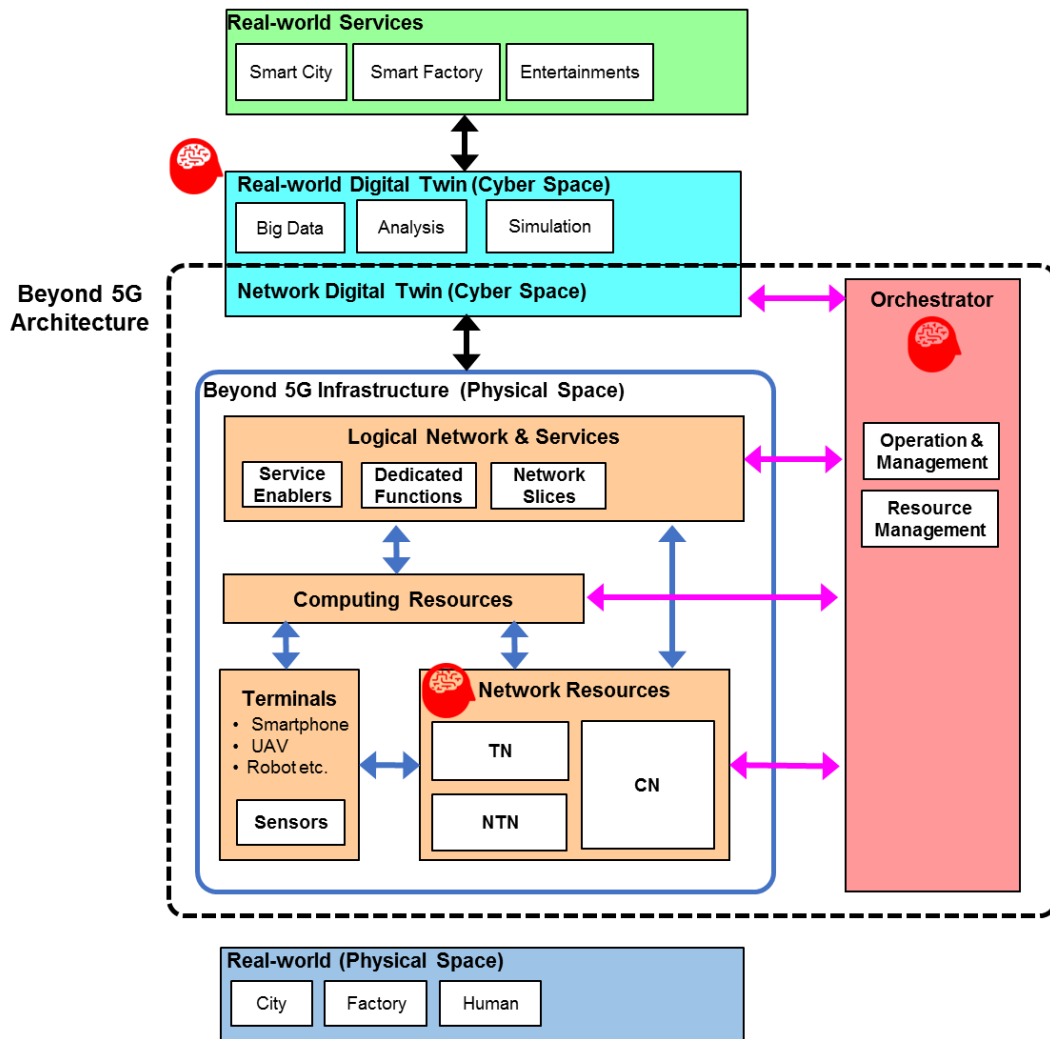 Real-world Services
Smart City
Smart Factory
Entertainments
Real-world Digital Twin (Cyber Space)
Big Data
Analysis
Simulation
Network Digital Twin (Cyber Space)
Beyond 5G
Architecture
Orchestrator
Operation &
Management
Resource
Management
Beyond 5G Infrastructure (Physical Space)
Logical Network & Services
Service
Enablers
Dedicated
Functions
Network
Slices
Computing Resources
Terminals
• Smartphone
• UAV
• Robot etc.
Sensors
Network Resources
TN
NTN
CN
Real-world (Physical Space)
City
Factory
Human